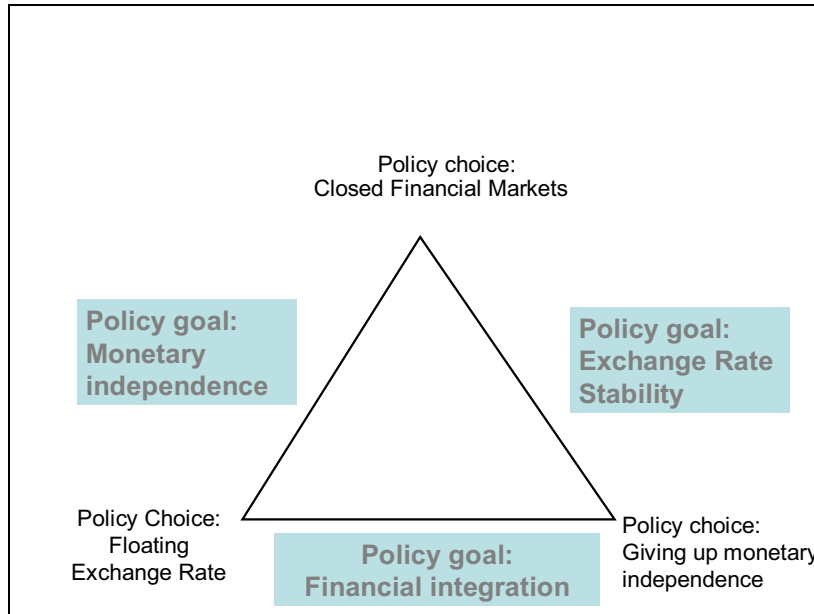 Policy choice:
Closed Financial Markets
Policy goal:
Monetary
independence
Policy goal:
Exchange Rate
Stability
Policy Choice:
Floating
Exchange Rate
Policy goal:
Financial integration
Policy choice:
Giving up monetary
independence